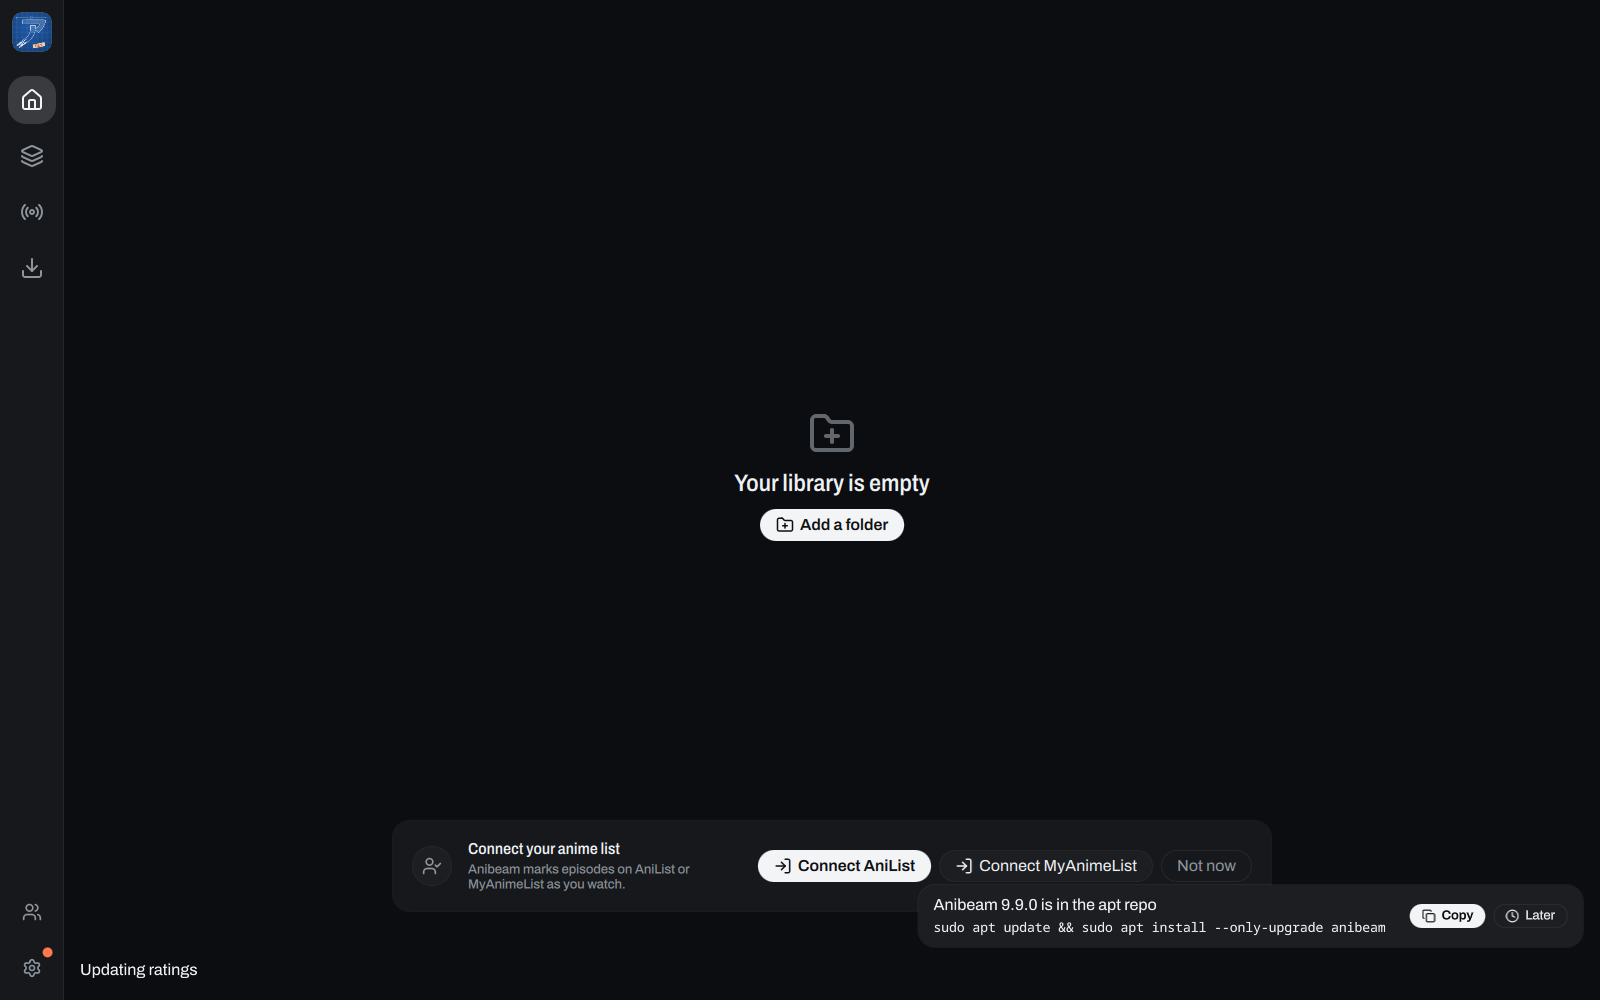 Your library is empty
Add a folder
Connect your anime list
Anibeam marks episodes on AniList or
MyAnimeList as you watch.
Connect AniList
Connect MyAnimeList
Not now
Anibeam 9.9.0 is in the apt repo
sudo apt update && sudo apt install --only-upgrade anibeam
Copy
Later
Updating ratings